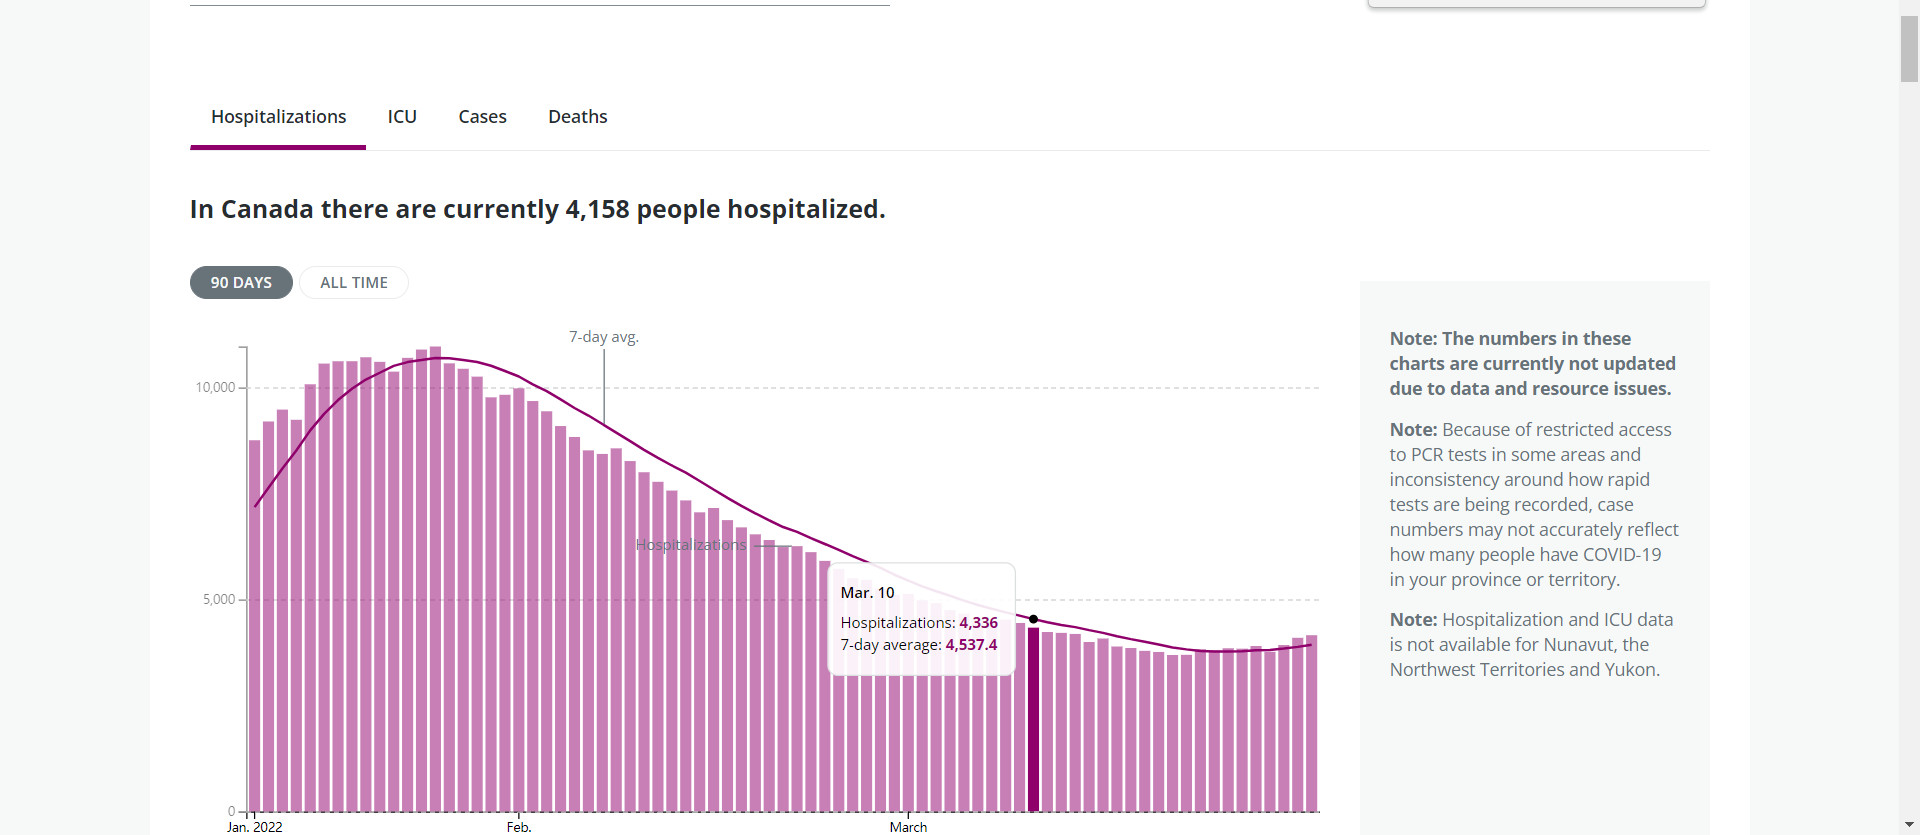 Hospitalizations ICU Cases Deaths
In Canada there are currently 4,158 people hospitalized.
90 DAYS ALL TIME
7-day avg.
10,000
Hospitalizations
5,000
Mar. 10
Hospitalizations: 4,336
7-day average: 4,537.4
0
Jan. 2022 Feb. March
Note: The numbers in these
charts are currently not updated
due to data and resource issues.
Note: Because of restricted access
to PCR tests in some areas and
inconsistency around how rapid
tests are being recorded, case
numbers may not accurately reflect
how many people have COVID-19
in your province or territory.
Note: Hospitalization and ICU data
is not available for Nunavut, the
Northwest Territories and Yukon.